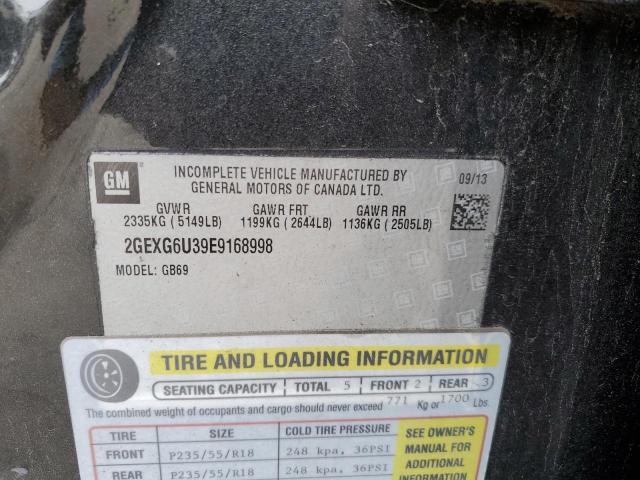 GM
INCOMPLETE VEHICLE MANUFACTURED BY
GENERAL MOTORS OF CANADA LTD.
09/13
GVWR GAWR FRT GAWR RR
2335KG (5149LB) 1199KG (2644LB) 1136KG (2505LB)
2GEXG6U39E9168998
MODEL: GB69
TIRE AND LOADING INFORMATION
SEATING CAPACITY TOTAL 5 FRONT 2 REAR 3
The combined weight of occupants and cargo should never exceed 771 Kg or 1700 Lbs.
TIRE SIZE COLD TIRE PRESSURE
FRONT P235/55/R18 248 kpa, 36PSI
REAR P235/55/R18 248 kpa, 36PSI
SEE OWNER'S
MANUAL FOR
ADDITIONAL
INFORMATION